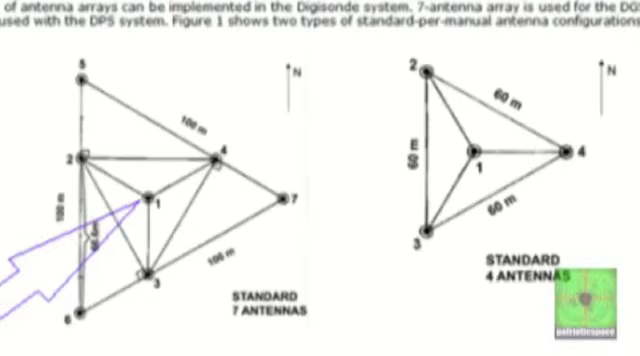 of antenna arrays can be implemented in the Digisonde system. 7-antenna array is used for the DG
used with the DPS system. Figure 1 shows two types of standard-per-manual antenna configurations
5
N
100 m
2
4
1
7
100 m
100 m
3
6
STANDARD
7 ANTENNAS
2
N
60 m
60 m
1
4
60 m
3
STANDARD
4 ANTENNAS